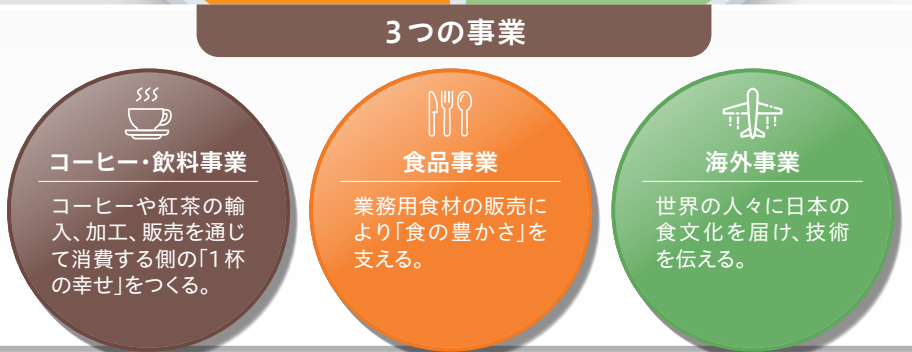 3つの事業
コーヒー・飲料事業
コーヒーや紅茶の輸
入、加工、販売を通じ
て消費する側の「1杯
の幸せ」をつくる。
食品事業
業務用食材の販売に
より「食の豊かさ」を
支える。
海外事業
世界の人々に日本の
食文化を届け、技術
を伝える。